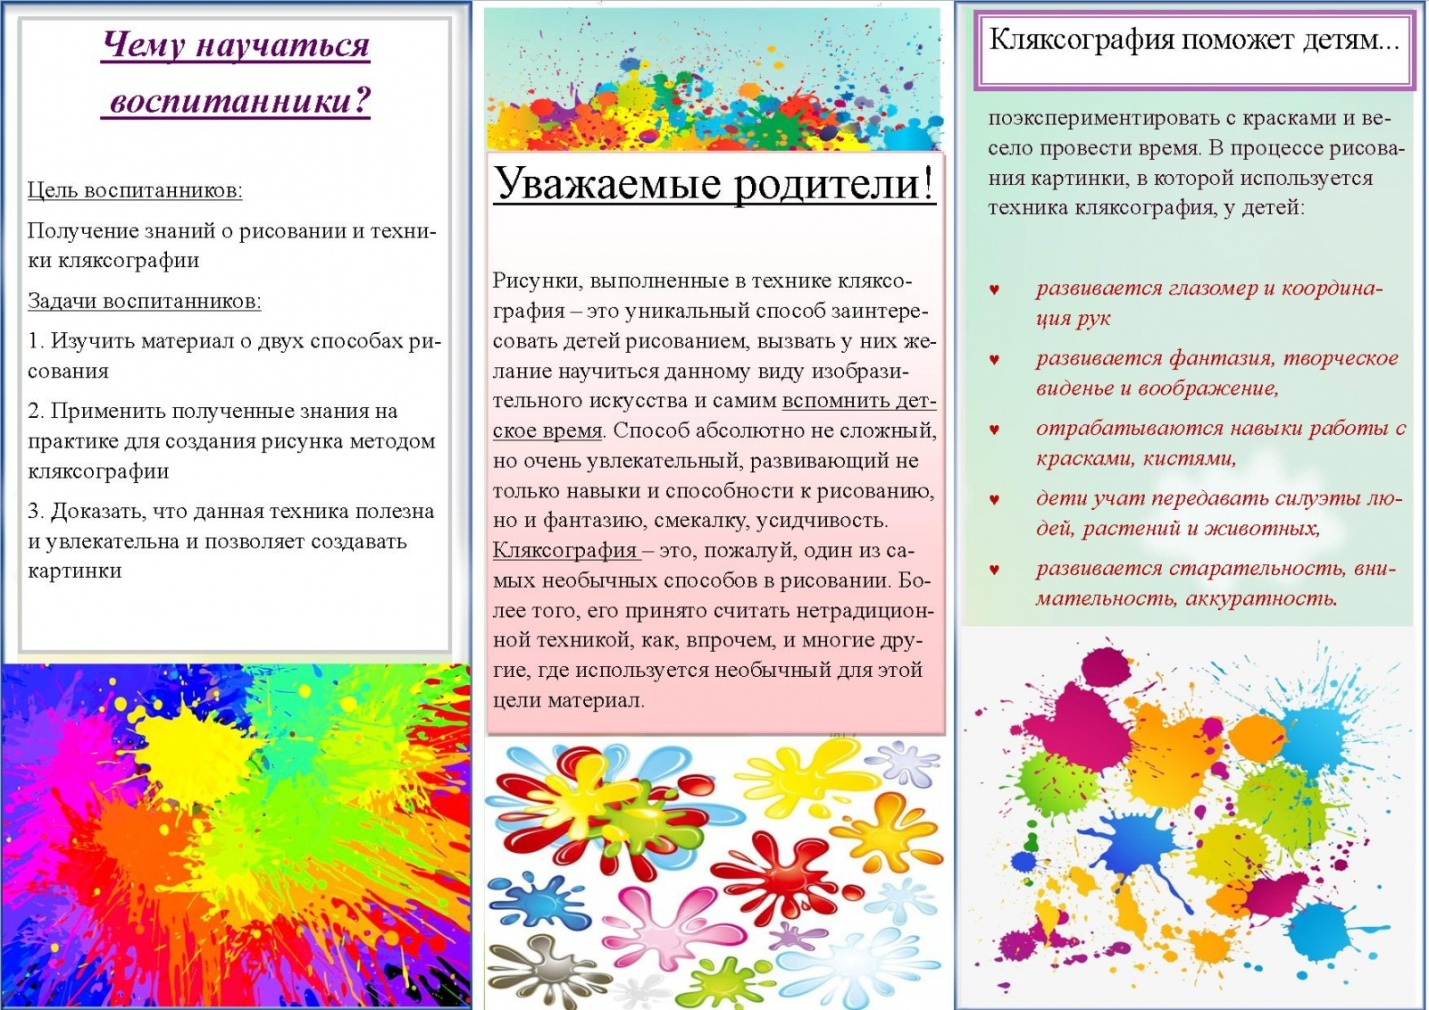 Чему научаться
воспитанники?
Цель воспитанников:
Получение знаний о рисовании и техни-
ки кляксографии
Задачи воспитанников:
1. Изучить материал о двух способах ри-
сования
2. Применить полученные знания на
практике для создания рисунка методом
кляксографии
3. Доказать, что данная техника полезна
и увлекательна и позволяет создавать
картинки
Уважаемые родители!
Рисунки, выполненные в технике кляксо-
графия – это уникальный способ заинтере-
совать детей рисованием, вызвать у них же-
лание научиться данному виду изобрази-
тельного искусства и самим вспомнить дет-
ское время. Способ абсолютно не сложный,
но очень увлекательный, развивающий не
только навыки и способности к рисованию,
но и фантазию, смекалку, усидчивость.
Кляксография – это, пожалуй, один из са-
мых необычных способов в рисовании. Бо-
лее того, его принято считать нетрадицион-
ной техникой, как, впрочем, и многие дру-
гие, где используется необычный для этой
цели материал.
Кляксография поможет детям...
поэкспериментировать с красками и ве-
село провести время. В процессе рисова-
ния картинки, в которой используется
техника кляксография, у детей:
♥ развивается глазомер и координа-
ция рук
♥ развивается фантазия, творческое
виденье и воображение,
♥ отрабатываются навыки работы с
красками, кистями,
♥ дети учат передавать силуэты лю-
дей, растений и животных,
♥ развивается старательность, вни-
мательность, аккуратность.